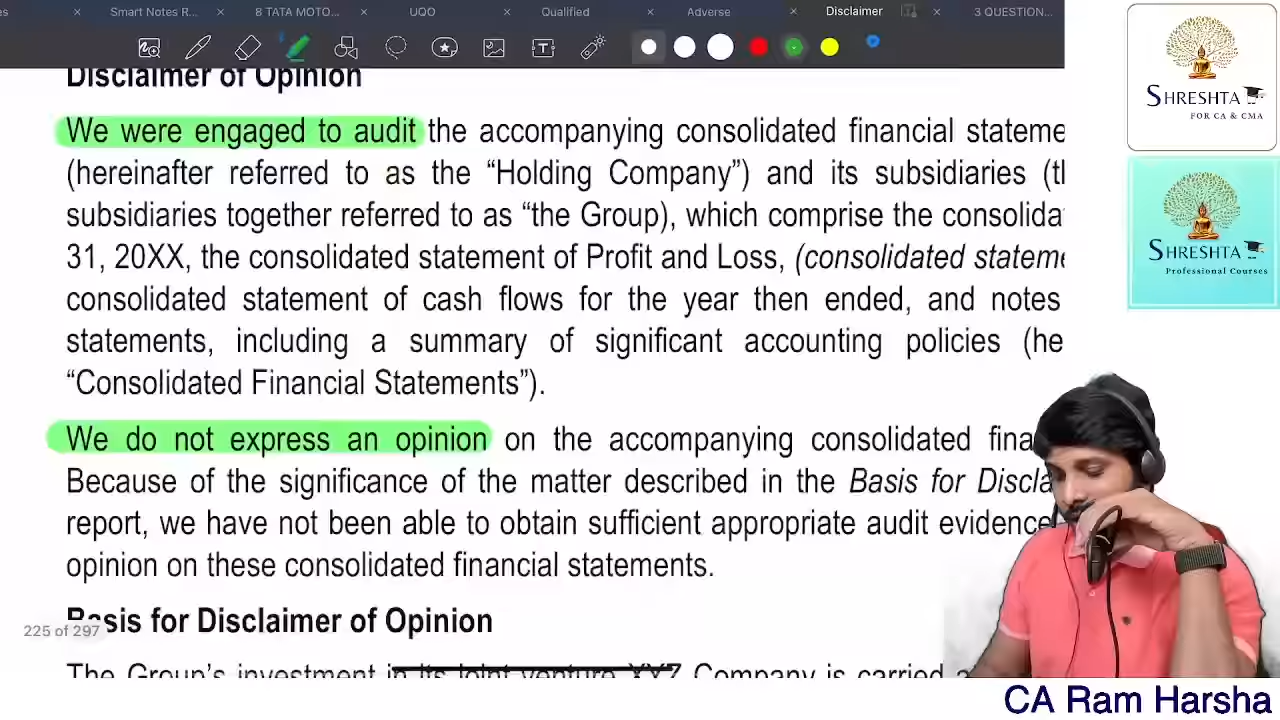 Smart Notes R... 8 TATA MOTO... UQO Qualified Adverse Disclaimer 3 QUESTION...
Disclaimer of Opinion
We were engaged to audit the accompanying consolidated financial
(hereinafter referred to as the “Holding Company”) and its subsidiaries
subsidiaries together referred to as “the Group), which comprise the
31, 20XX, the consolidated statement of Profit and Loss, (consolidated
consolidated statement of cash flows for the year then ended, and notes
statements, including a summary of significant accounting policies
“Consolidated Financial Statements”).
We do not express an opinion on the accompanying consolidated
Because of the significance of the matter described in the Basis for
report, we have not been able to obtain sufficient appropriate audit evidence
opinion on these consolidated financial statements.
225 of 297
Basis for Disclaimer of Opinion
The Group’s investment in its joint venture XYZ Company is carried
SHRESHTA
FOR CA & CMA
SHRESHTA
Professional Courses
CA Ram Harsha